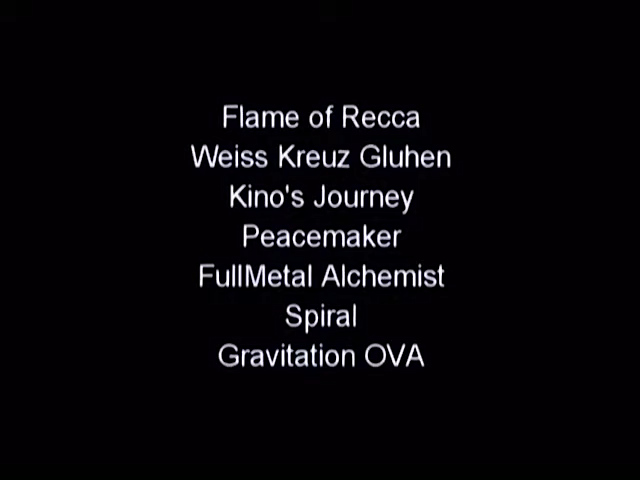 Flame of Recca
Weiss Kreuz Gluhen
Kino's Journey
Peacemaker
FullMetal Alchemist
Spiral
Gravitation OVA